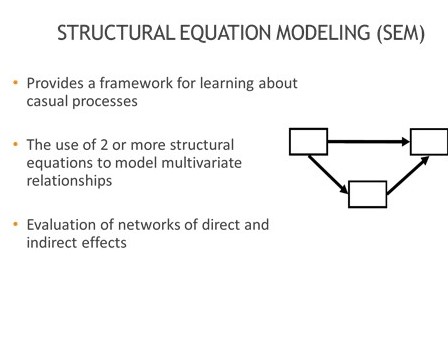 STRUCTURAL EQUATION MODELING (SEM)
• Provides a framework for learning about
casual processes
• The use of 2 or more structural
equations to model multivariate
relationships
• Evaluation of networks of direct and
indirect effects